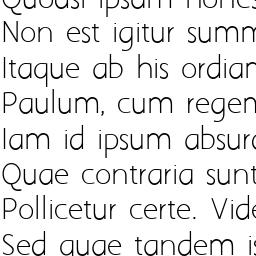 Quodsi ipsum hones
Non est igitur summ
Itaque ab his ordian
Paulum, cum regen
Iam id ipsum absurd
Quae contraria sunt
Pollicetur certe. Vide
Sed quae tandem is